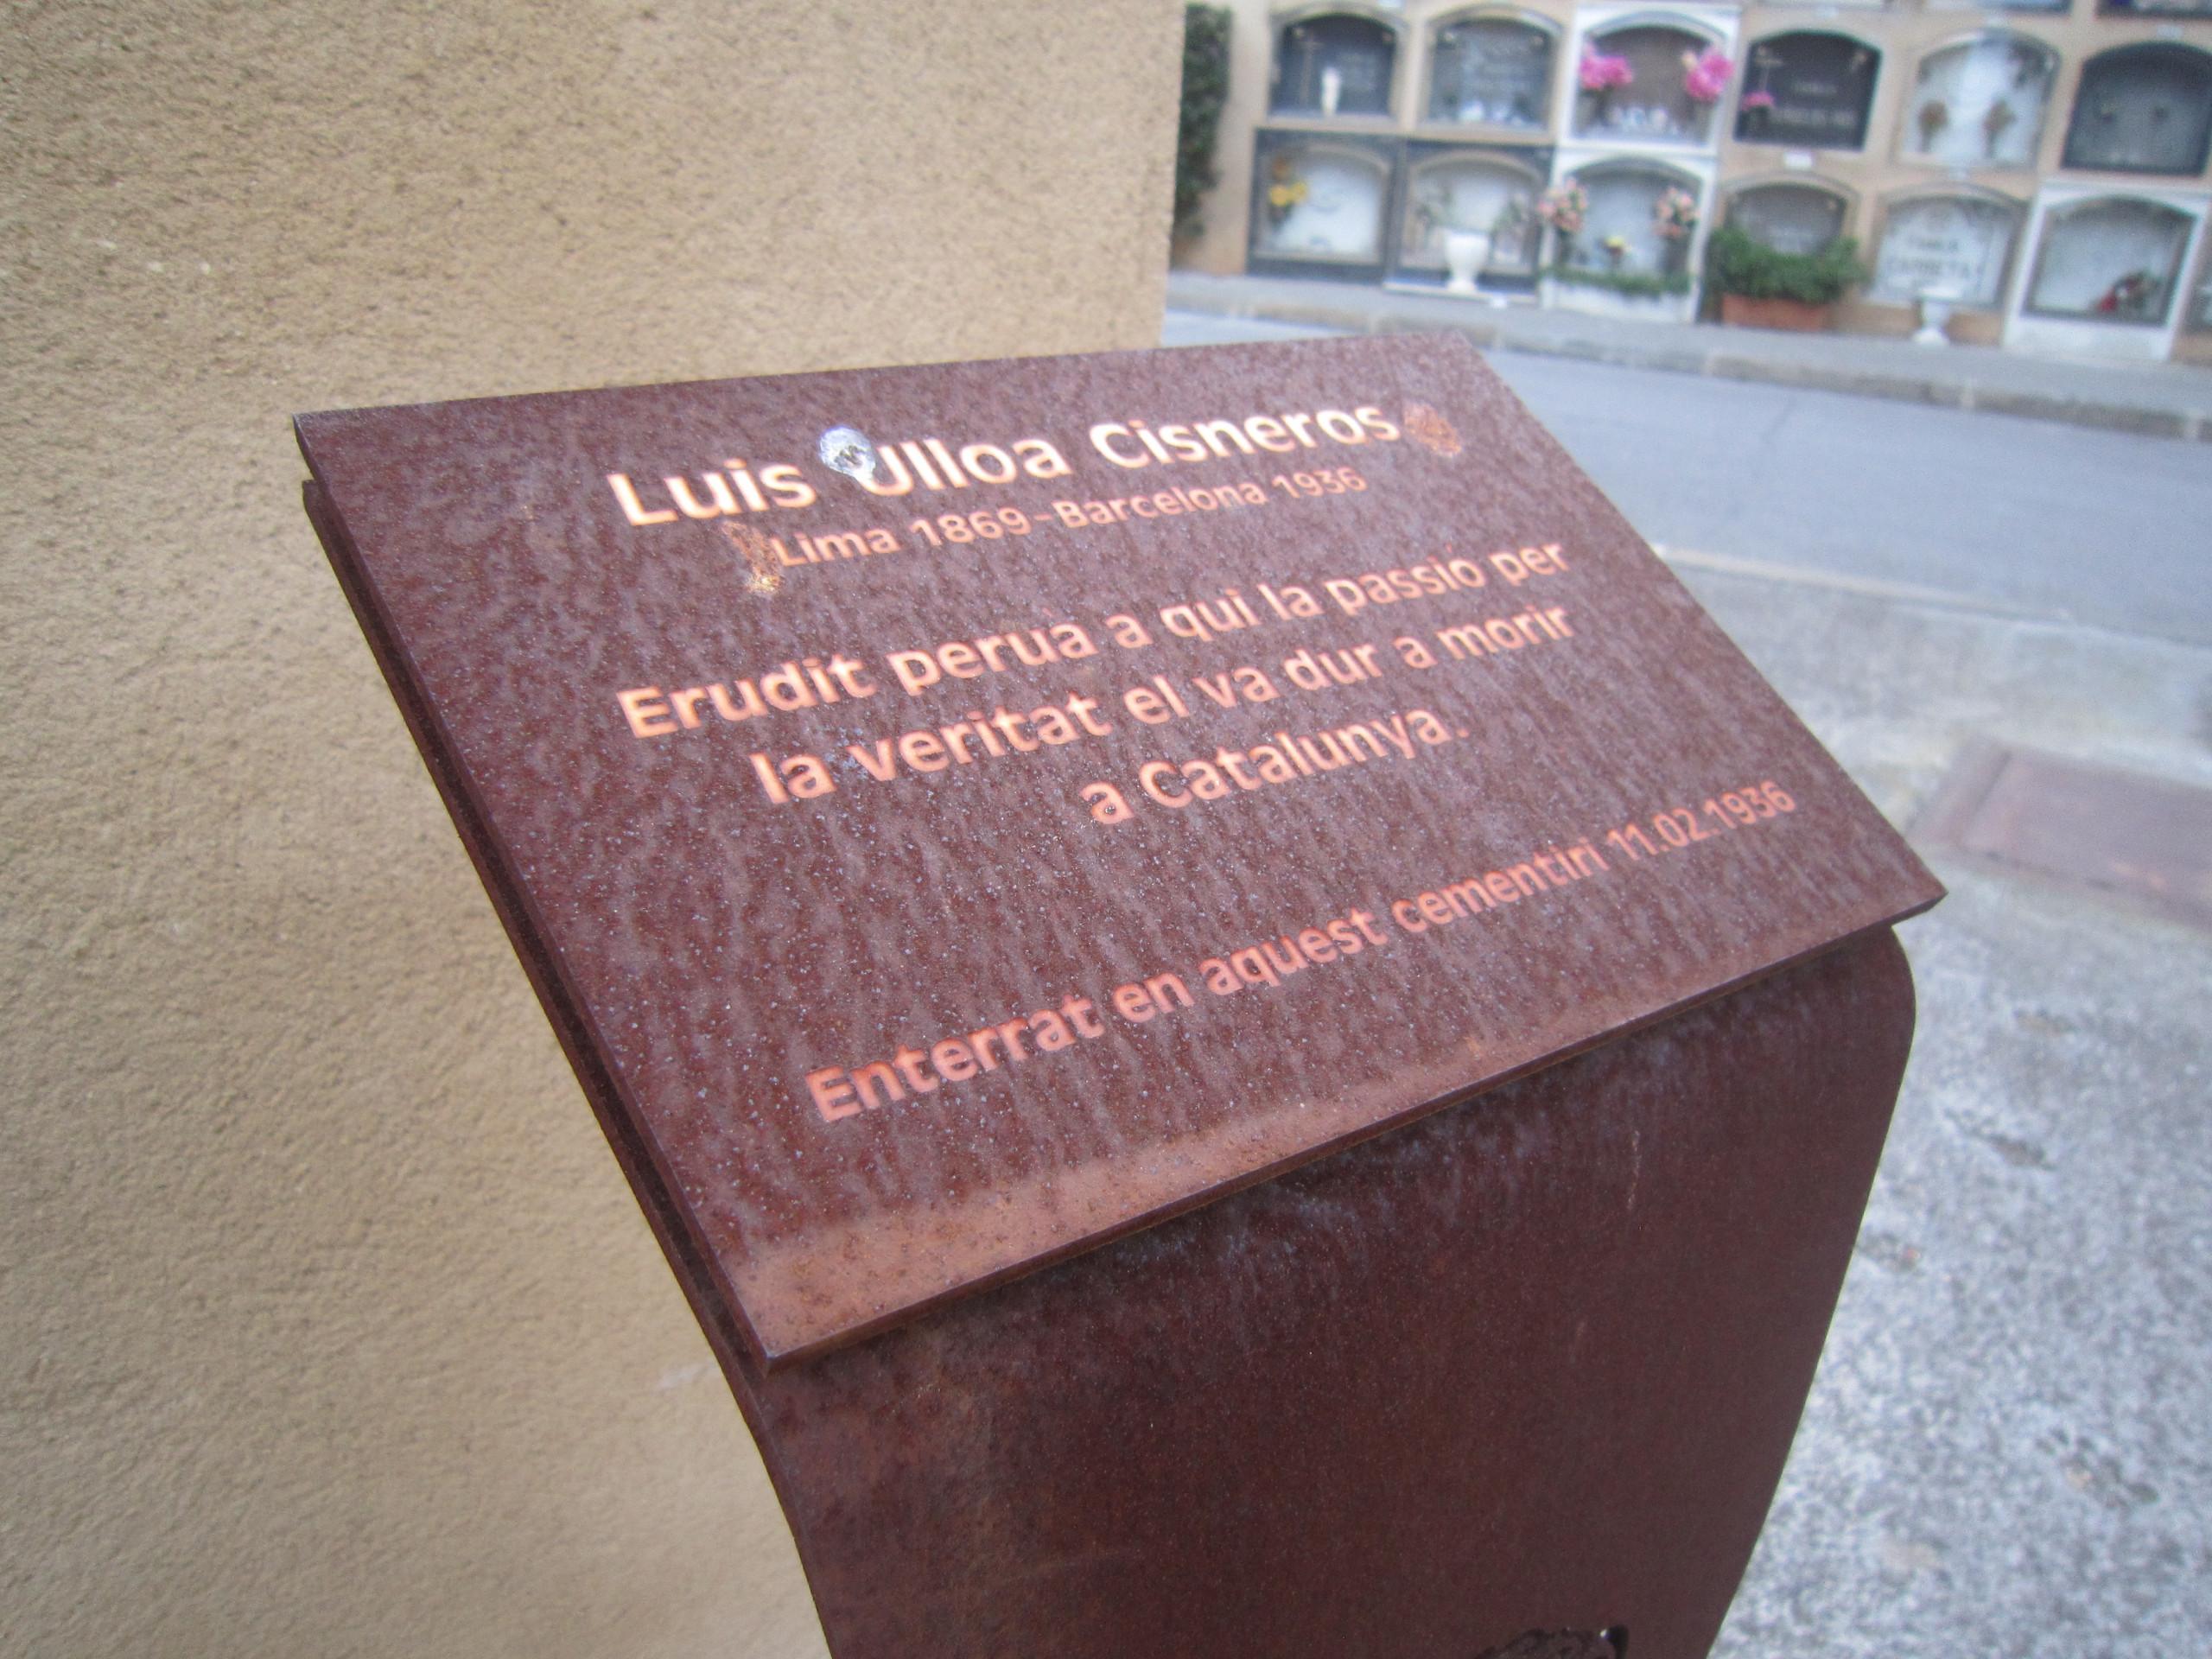 Luis Ulloa Cisneros
Lima 1869-Barcelona 1936
Erudit peruà a qui la passió per
la veritat el va dur a morir
a Catalunya.
Enterrat en aquest cementiri 11.02.1936